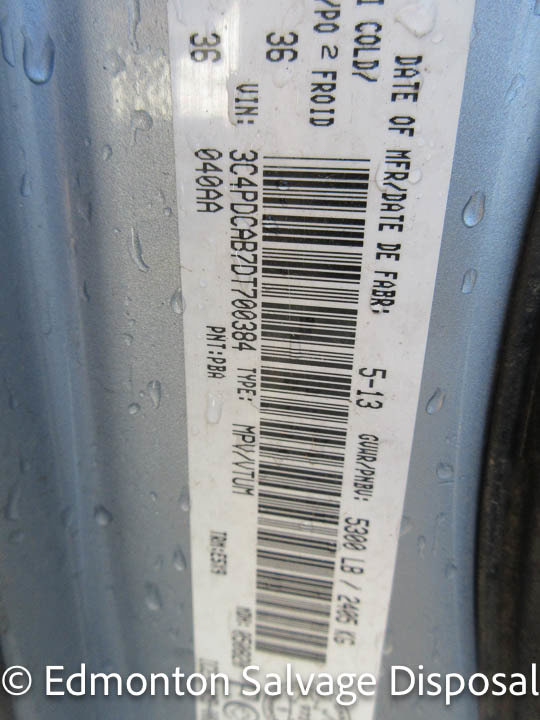 DATE OF MFR/DATE DE FABR: 5-13 GVWR/PNBV: 5300 LB / 2405 KG
I COLD/
/PO 2 FROID
36 36
VIN: 3C4PDCAB7DT700384 TYPE: MPV/VTUM
040AA PNT:PBA
© Edmonton Salvage Disposal